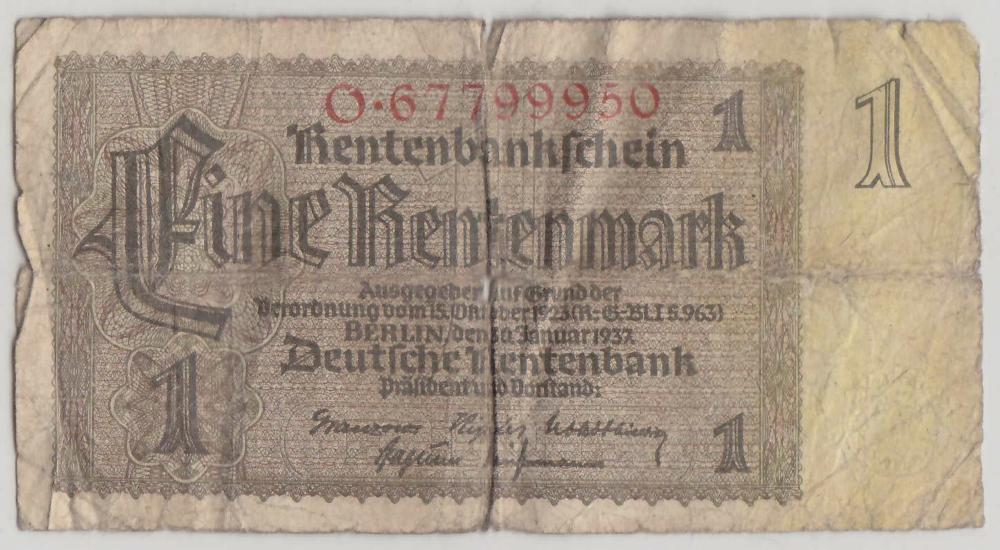 O·67799950
1
1
Rentenbankſchein
Eine Rentenmark
Ausgegeben auf Grund der
Verordnung vom 15. Oktober 1923 (R-G-Bl. I S. 963)
BERLIN, den 30. Januar 1937.
Deutſche Rentenbank
Präſident und Vorſtand:
1
1